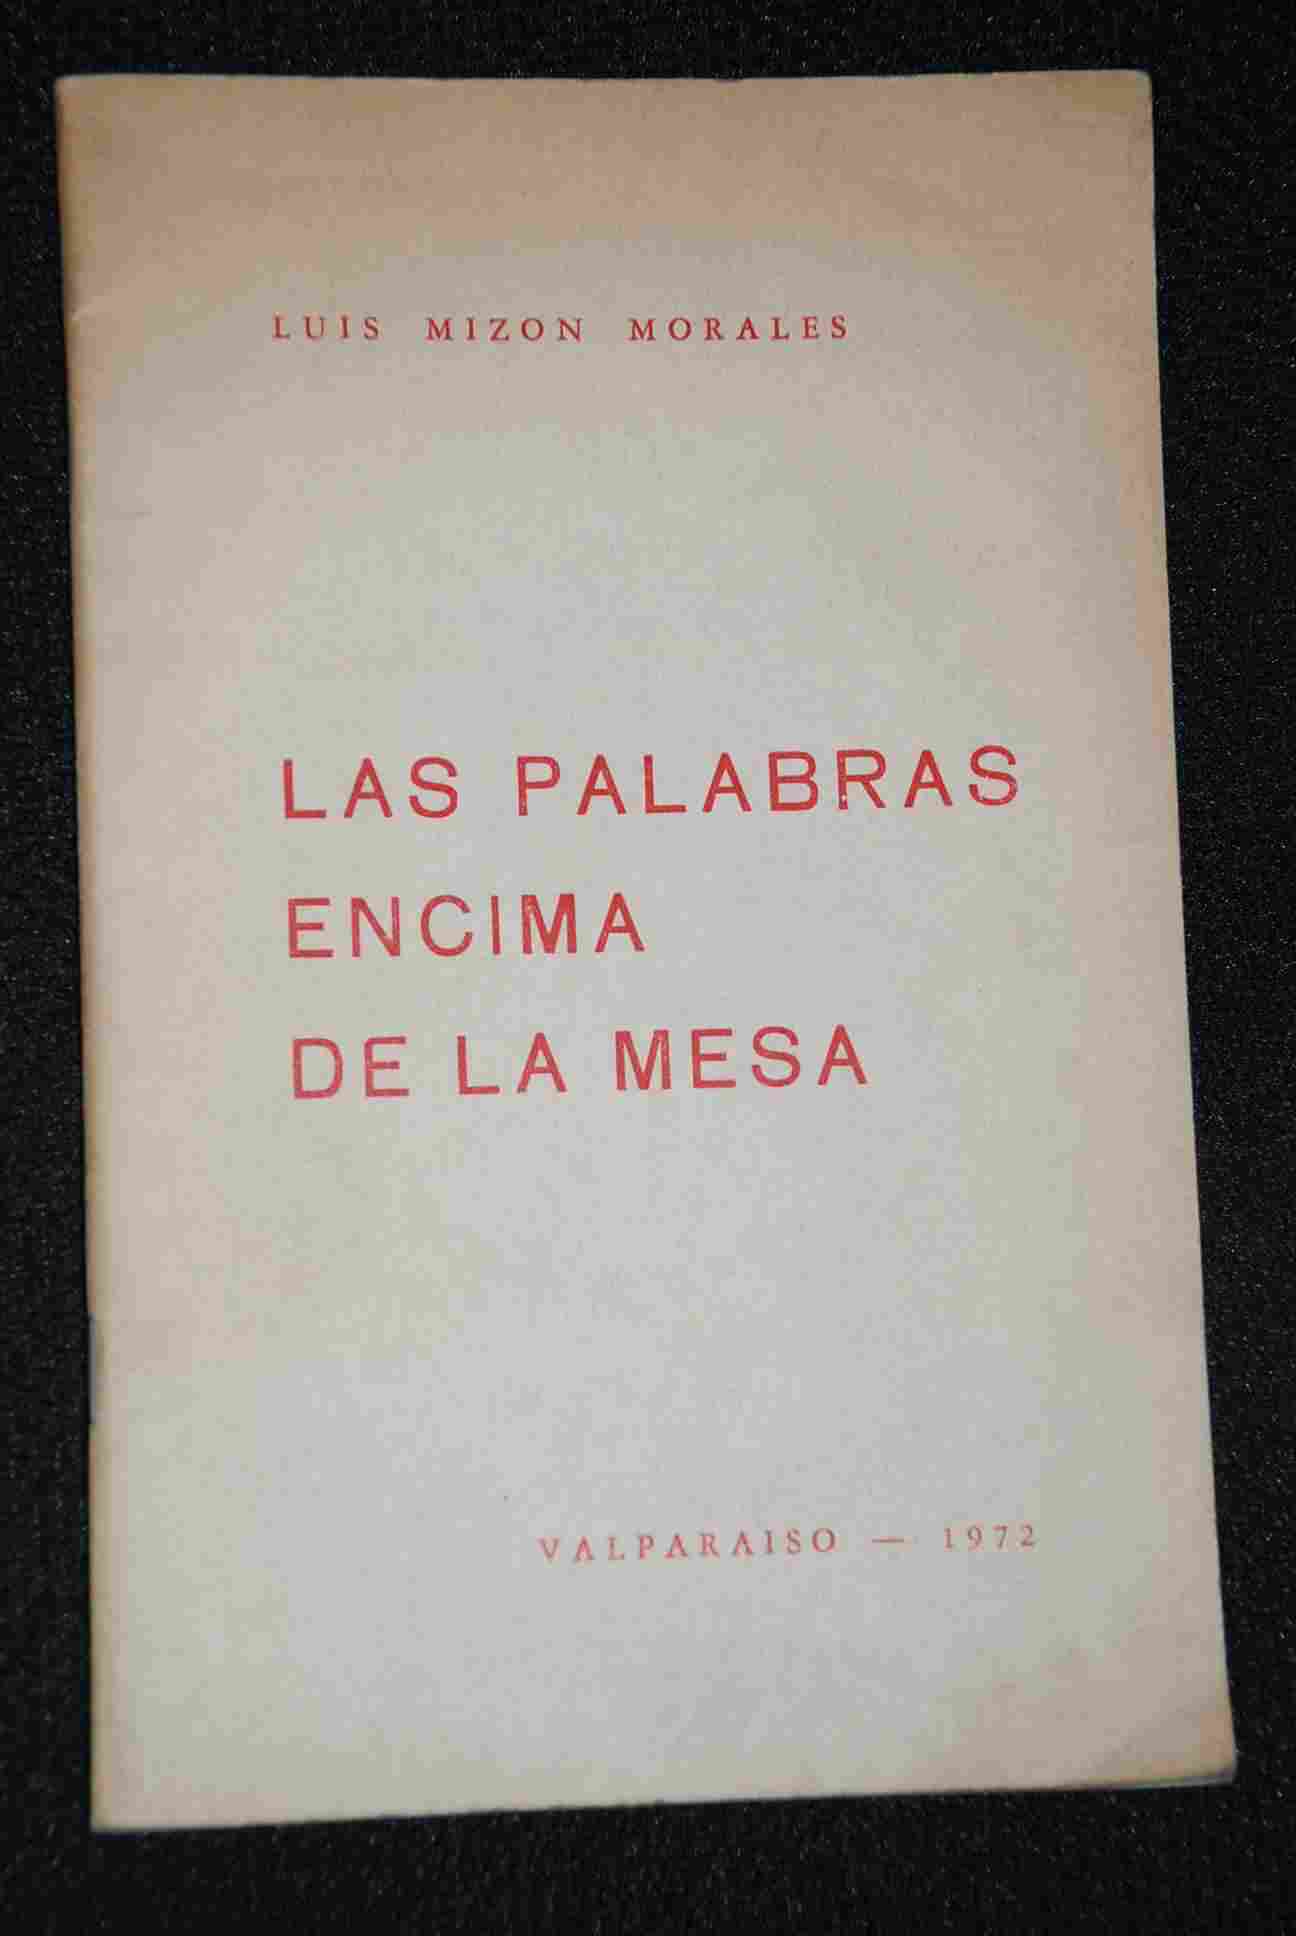 LUIS MIZON MORALES
LAS PALABRAS
ENCIMA
DE LA MESA
VALPARAISO — 1972